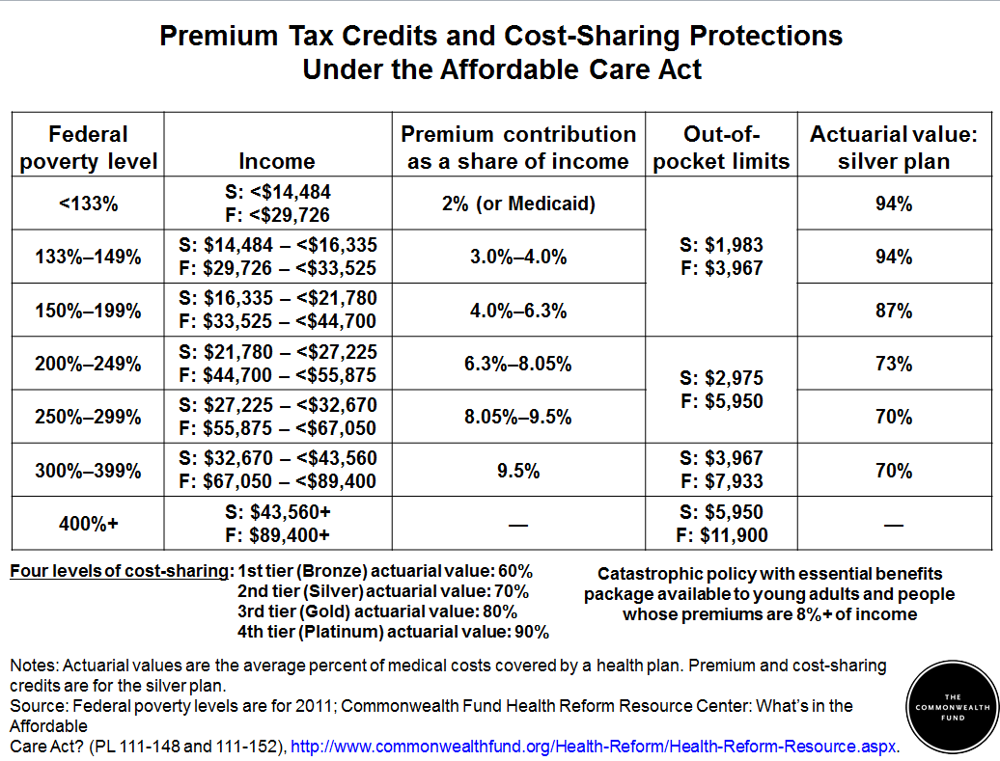 Premium Tax Credits and Cost-Sharing Protections
Under the Affordable Care Act
Federal
poverty level
Income
Premium contribution
as a share of income
Out-of-
pocket limits
Actuarial value:
silver plan
<133%
S: <$14,484
F: <$29,726
2% (or Medicaid)
S: $1,983
F: $3,967
94%
133%–149%
S: $14,484 – <$16,335
F: $29,726 – <$33,525
3.0%–4.0%
94%
150%–199%
S: $16,335 – <$21,780
F: $33,525 – <$44,700
4.0%–6.3%
87%
200%–249%
S: $21,780 – <$27,225
F: $44,700 – <$55,875
6.3%–8.05%
S: $2,975
F: $5,950
73%
250%–299%
S: $27,225 – <$32,670
F: $55,875 – <$67,050
8.05%–9.5%
70%
300%–399%
S: $32,670 – <$43,560
F: $67,050 – <$89,400
9.5%
S: $3,967
F: $7,933
70%
400%+
S: $43,560+
F: $89,400+
—
S: $5,950
F: $11,900
—
Four levels of cost-sharing: 1st tier (Bronze) actuarial value: 60%
2nd tier (Silver) actuarial value: 70%
3rd tier (Gold) actuarial value: 80%
4th tier (Platinum) actuarial value: 90%
Catastrophic policy with essential benefits
package available to young adults and people
whose premiums are 8%+ of income
Notes: Actuarial values are the average percent of medical costs covered by a health plan. Premium and cost-sharing
credits are for the silver plan.
Source: Federal poverty levels are for 2011; Commonwealth Fund Health Reform Resource Center: What's in the
Affordable
Care Act? (PL 111-148 and 111-152), http://www.commonwealthfund.org/Health-Reform/Health-Reform-Resource.aspx.
THE
COMMONWEALTH
FUND